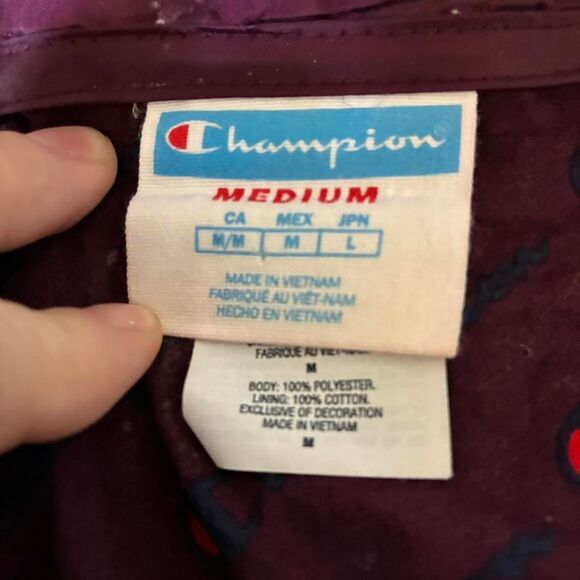 Champion®
MEDIUM
CA MEX JPN
M/M M L
MADE IN VIETNAM
FABRIQUÉ AU VIÊT-NAM
HECHO EN VIETNAM
FABRIQUE AU VIET-NAM
M
BODY: 100% POLYESTER.
LINING: 100% COTTON.
EXCLUSIVE OF DECORATION
MADE IN VIETNAM
M